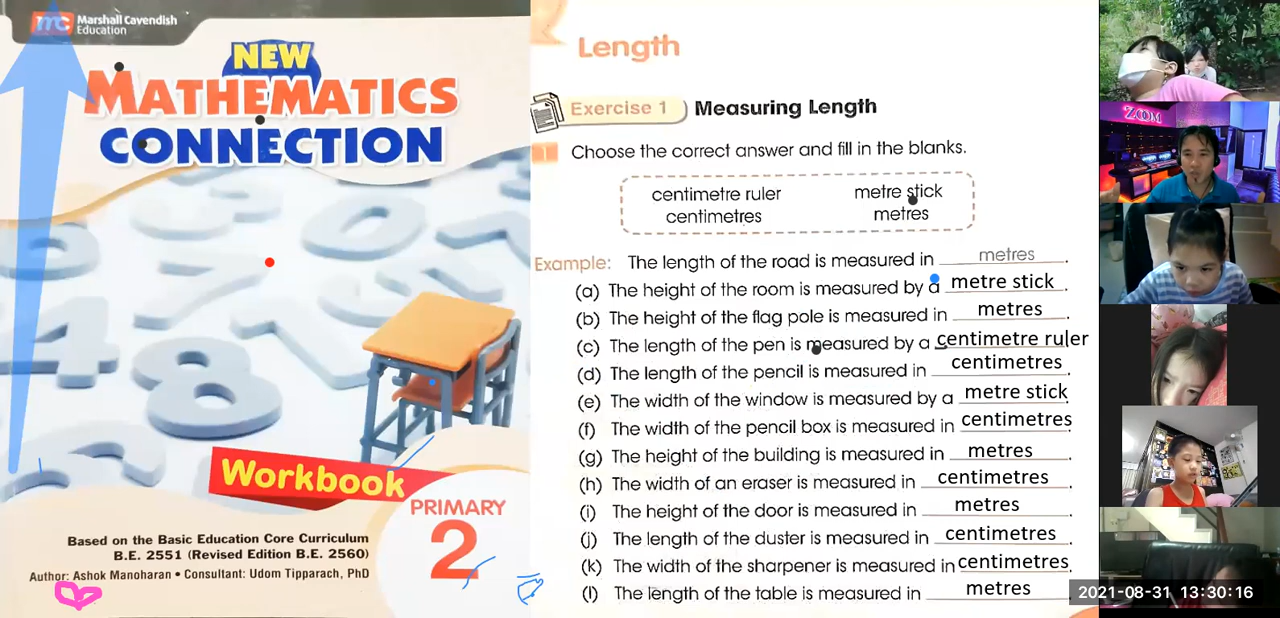 Marshall Cavendish
Education
NEW
MATHEMATICS
CONNECTION
Workbook
PRIMARY
2
Based on the Basic Education Core Curriculum
B.E. 2551 (Revised Edition B.E. 2560)
Author: Ashok Manoharan • Consultant: Udom Tipparach, PhD
Length
Exercise 1 Measuring Length
1 Choose the correct answer and fill in the blanks.
centimetre ruler metre stick
centimetres metres
Example: The length of the road is measured in metres.
(a) The height of the room is measured by a metre stick.
(b) The height of the flag pole is measured in metres.
(c) The length of the pen is measured by a centimetre ruler
(d) The length of the pencil is measured in centimetres.
(e) The width of the window is measured by a metre stick.
(f) The width of the pencil box is measured in centimetres.
(g) The height of the building is measured in metres.
(h) The width of an eraser is measured in centimetres.
(i) The height of the door is measured in metres.
(j) The length of the duster is measured in centimetres.
(k) The width of the sharpener is measured in centimetres.
(l) The length of the table is measured in metres
ZOOM
2021-08-31 13:30:16